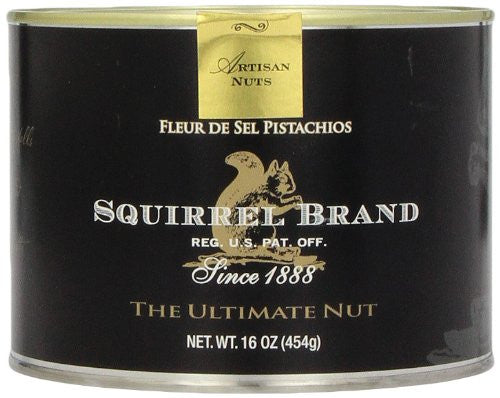 Artisan
Nuts
Fleur de Sel Pistachios
Squirrel Brand
REG. U.S. PAT. OFF.
Since 1888
The Ultimate Nut
NET. WT. 16 OZ (454g)